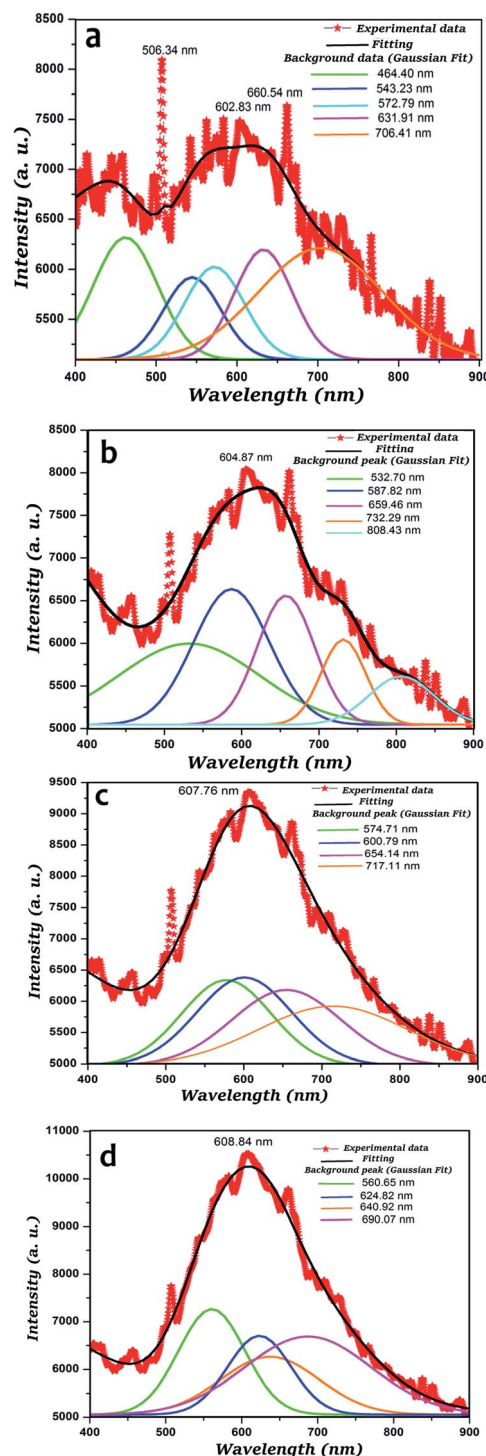 a
506.34 nm
602.83 nm
660.54 nm
Experimental data
Fitting
Background data (Gaussian Fit)
464.40 nm
543.23 nm
572.79 nm
631.91 nm
706.41 nm
8500
8000
7500
7000
6500
6000
5500
Intensity (a. u.)
400 500 600 700 800 900
Wavelength (nm)
b
604.87 nm
Experimental data
Fitting
Background peak (Gaussian Fit)
532.70 nm
587.82 nm
659.46 nm
732.29 nm
808.43 nm
8500
8000
7500
7000
6500
6000
5500
5000
Intensity (a. u.)
400 500 600 700 800 900
Wavelength (nm)
c
607.76 nm
Experimental data
Fitting
Background peak (Gaussian Fit)
574.71 nm
600.79 nm
654.14 nm
717.11 nm
9500
9000
8500
8000
7500
7000
6500
6000
5500
5000
Intensity (a. u.)
400 500 600 700 800 900
Wavelength (nm)
d
608.84 nm
Experimental data
Fitting
Background peak (Gaussian Fit)
560.65 nm
624.82 nm
640.92 nm
690.07 nm
11000
10000
9000
8000
7000
6000
5000
Intensity (a. u.)
400 500 600 700 800 900
Wavelength (nm)